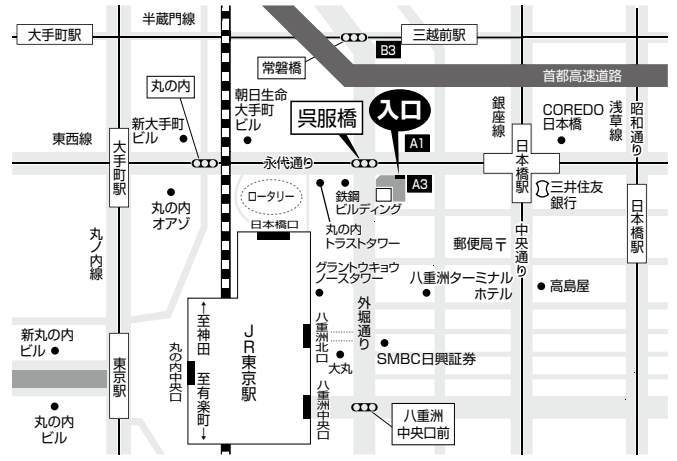 半蔵門線
大手町駅
三越前駅
B3
常磐橋
首都高速道路
丸の内
朝日生命
大手町
ビル
呉服橋
入口
新大手町
ビル
銀座線
COREDO
日本橋
浅草線
昭和通り
東西線
大手町駅
永代通り
A1
日本橋駅
A3
丸の内
オアゾ
ロータリー
鉄鋼
ビルディング
三井住友
銀行
日本橋駅
日本橋口
丸の内
トラストタワー
丸ノ内線
郵便局〒
中央通り
グラントウキョウ
ノースタワー
八重洲ターミナル
ホテル
高島屋
外堀通り
新丸の内
ビル
東京駅
丸の内中央口
←至神田
至有楽町→
JR東京駅
八重洲北口
大丸
SMBC日興証券
八重洲中央口
丸の内
ビル
八重洲
中央口前